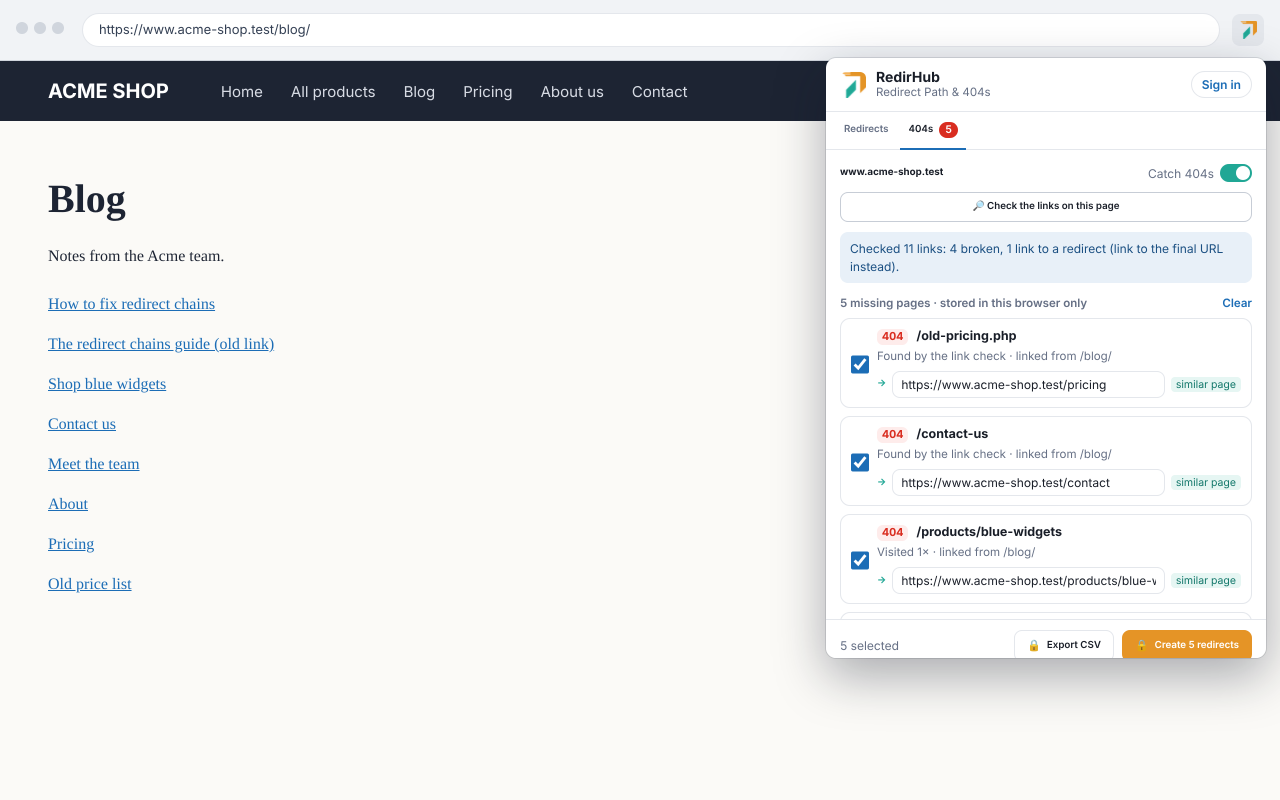 https://www.acme-shop.test/blog/
ACME SHOP
Home
All products
Blog
Pricing
About us
Contact
Blog
Notes from the Acme team.
How to fix redirect chains
The redirect chains guide (old link)
Shop blue widgets
Contact us
Meet the team
About
Pricing
Old price list
RedirHub
Redirect Path & 404s
Sign in
Redirects
404s 5
www.acme-shop.test
Catch 404s
🔎 Check the links on this page
Checked 11 links: 4 broken, 1 link to a redirect (link to the final URL
instead).
5 missing pages · stored in this browser only
Clear
404 /old-pricing.php
Found by the link check · linked from /blog/
→ https://www.acme-shop.test/pricing
similar page
404 /contact-us
Found by the link check · linked from /blog/
→ https://www.acme-shop.test/contact
similar page
404 /products/blue-widgets
Visited 1× · linked from /blog/
→ https://www.acme-shop.test/products/blue-w
similar page
5 selected
🔒 Export CSV
🔒 Create 5 redirects